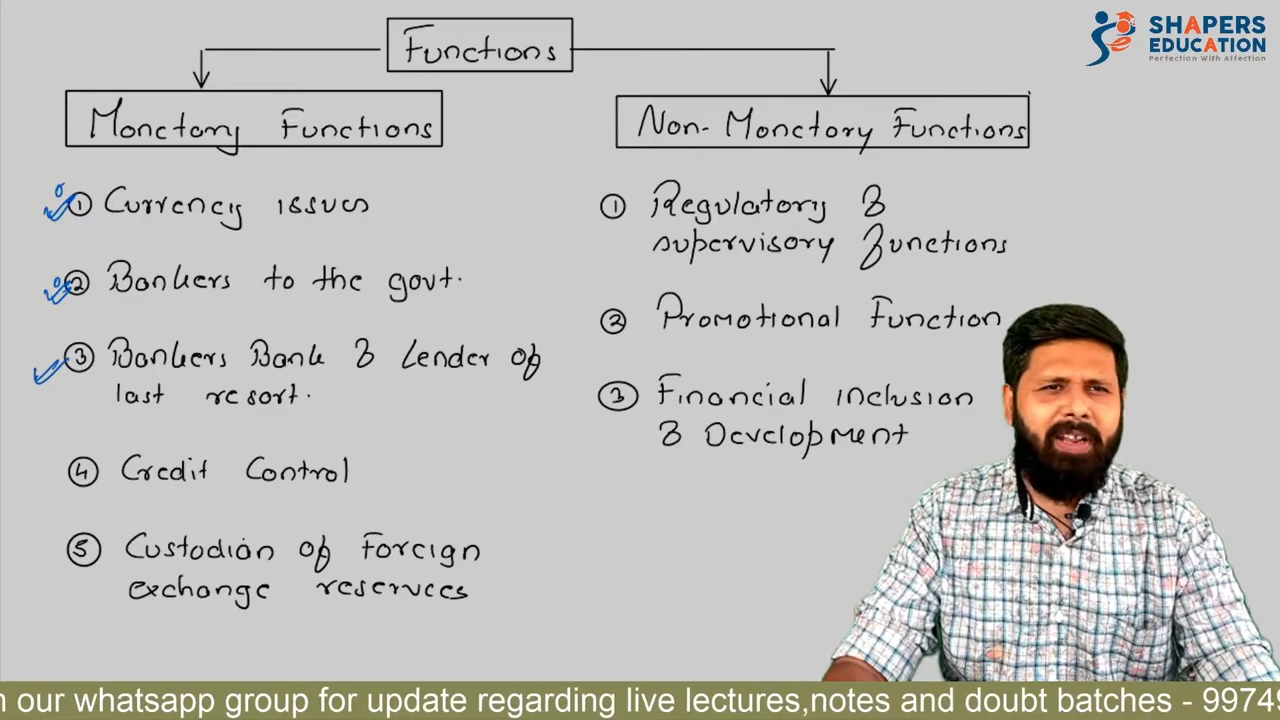 Functions
SHAPERS
EDUCATION
Perfection With Affection
Monetory Functions
Non-Monetory Functions
① Currency issues
② Bankers to the govt.
③ Bankers Bank & Lender of
last resort.
④ Credit Control
⑤ Custodian of Foreign
exchange reserves
① Regulatory &
supervisory functions
② Promotional Function
③ Financial inclusion
& Development
n our whatsapp group for update regarding live lectures,notes and doubt batches - 99749